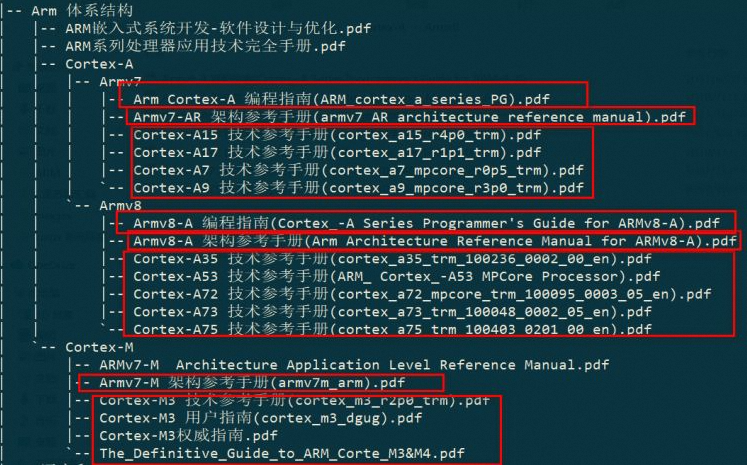 |-- Arm 体系结构
|   |-- ARM嵌入式系统开发-软件设计与优化.pdf
|   |-- ARM系列处理器应用技术完全手册.pdf
|   |-- Cortex-A
|   |   |-- Armv7
|   |   |   |-- Arm Cortex-A 编程指南(ARM_cortex_a_series_PG).pdf
|   |   |   |-- Armv7-AR 架构参考手册(armv7 AR architecture reference manual).pdf
|   |   |   |-- Cortex-A15 技术参考手册(cortex_a15_r4p0_trm).pdf
|   |   |   |-- Cortex-A17 技术参考手册(cortex_a17_r1p1_trm).pdf
|   |   |   |-- Cortex-A7 技术参考手册(cortex_a7_mpcore_r0p5_trm).pdf
|   |   |   `-- Cortex-A9 技术参考手册(cortex_a9_mpcore_r3p0_trm).pdf
|   |   `-- Armv8
|   |       |-- Armv8-A 编程指南(Cortex_-A Series Programmer's Guide for ARMv8-A).pdf
|   |       |-- Armv8-A 架构参考手册(Arm Architecture Reference Manual for ARMv8-A).pdf
|   |       |-- Cortex-A35 技术参考手册(cortex_a35_trm_100236_0002_00_en).pdf
|   |       |-- Cortex-A53 技术参考手册(ARM_ Cortex_-A53 MPCore Processor).pdf
|   |       |-- Cortex-A72 技术参考手册(cortex_a72_mpcore_trm_100095_0003_05_en).pdf
|   |       |-- Cortex-A73 技术参考手册(cortex_a73_trm_100048_0002_05_en).pdf
|   |       `-- Cortex-A75 技术参考手册(cortex_a75_trm_100403_0201_00_en).pdf
|   `-- Cortex-M
|       |-- ARMv7-M  Architecture Application Level Reference Manual.pdf
|       |-- Armv7-M 架构参考手册(armv7m_arm).pdf
|       |-- Cortex-M3 技术参考手册(cortex_m3_r2p0_trm).pdf
|       |-- Cortex-M3 用户指南(cortex_m3_dgug).pdf
|       |-- Cortex-M3权威指南.pdf
|       `-- The_Definitive_Guide_to_ARM_Corte_M3&M4.pdf